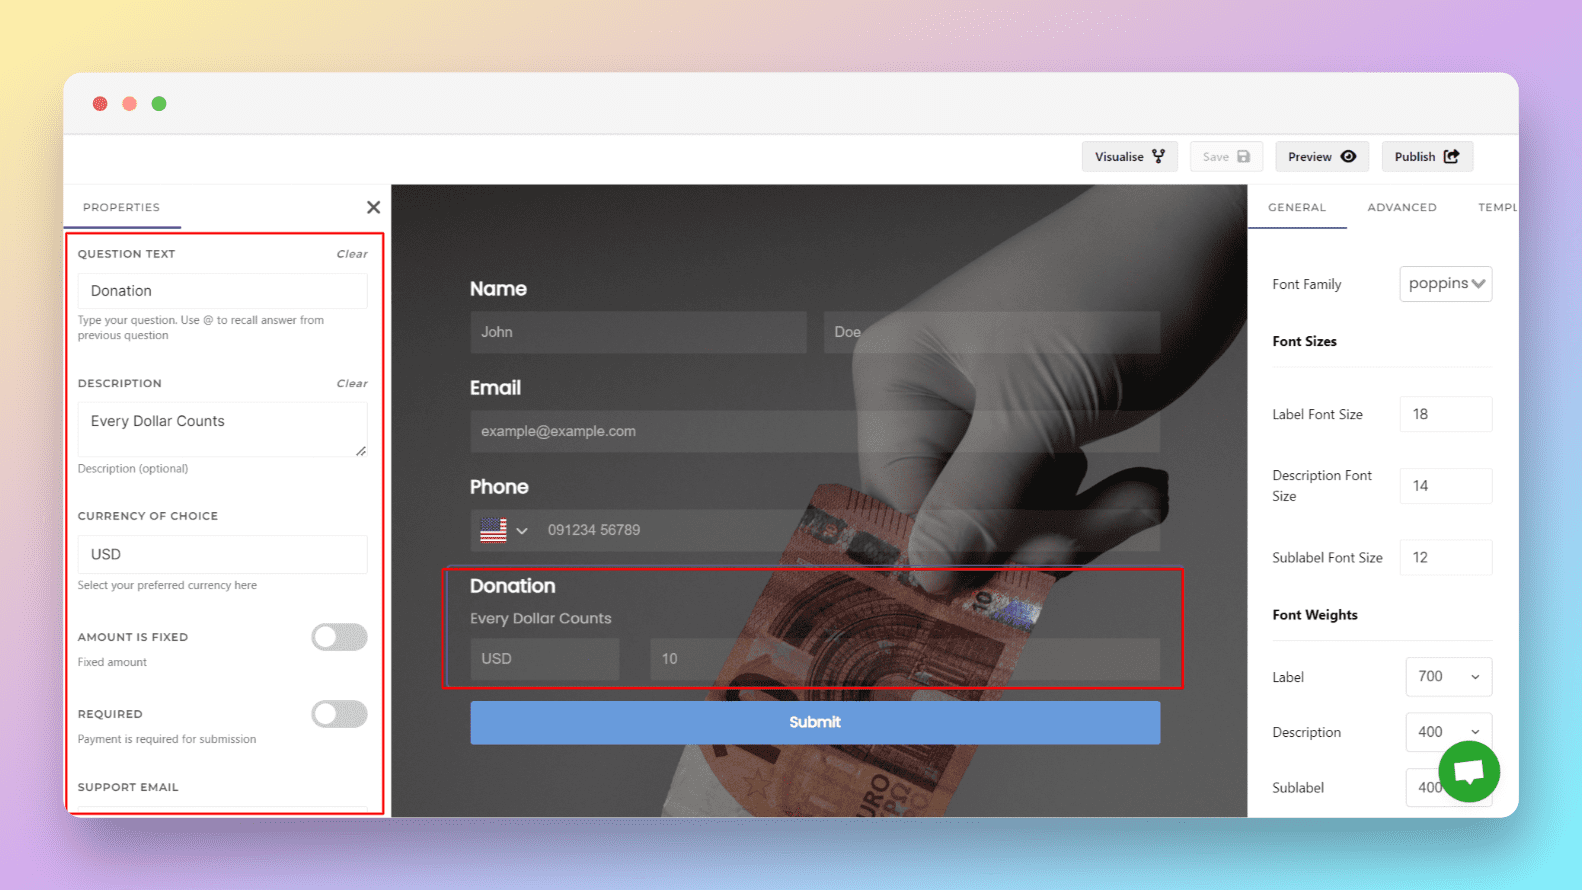 Visualise
Save
Preview
Publish
PROPERTIES
QUESTION TEXT
Clear
Donation
Type your question. Use @ to recall answer from
previous question
DESCRIPTION
Clear
Every Dollar Counts
Description (optional)
CURRENCY OF CHOICE
USD
Select your preferred currency here
AMOUNT IS FIXED
Fixed amount
REQUIRED
Payment is required for submission
SUPPORT EMAIL
Name
John
Doe
Email
example@example.com
Phone
091234 56789
Donation
Every Dollar Counts
USD
10
Submit
10
EURO
GENERAL
ADVANCED
TEMPL
Font Family
poppins
Font Sizes
Label Font Size
18
Description Font
Size
14
Sublabel Font Size
12
Font Weights
Label
700
Description
400
Sublabel
400